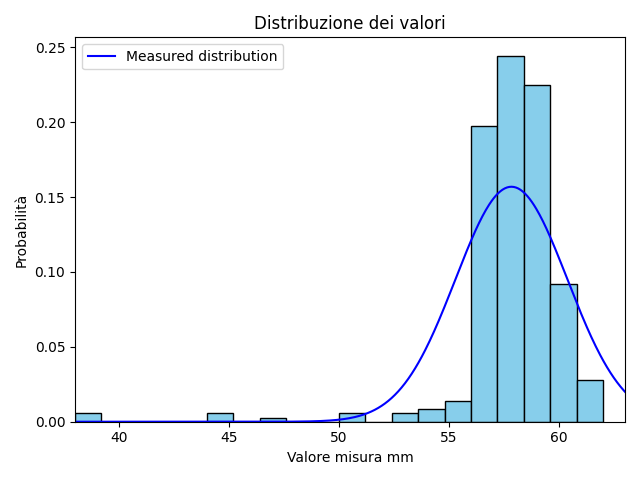 Distribuzione dei valori
Measured distribution
Probabilità
0.25
0.20
0.15
0.10
0.05
0.00
40 45 50 55 60
Valore misura mm